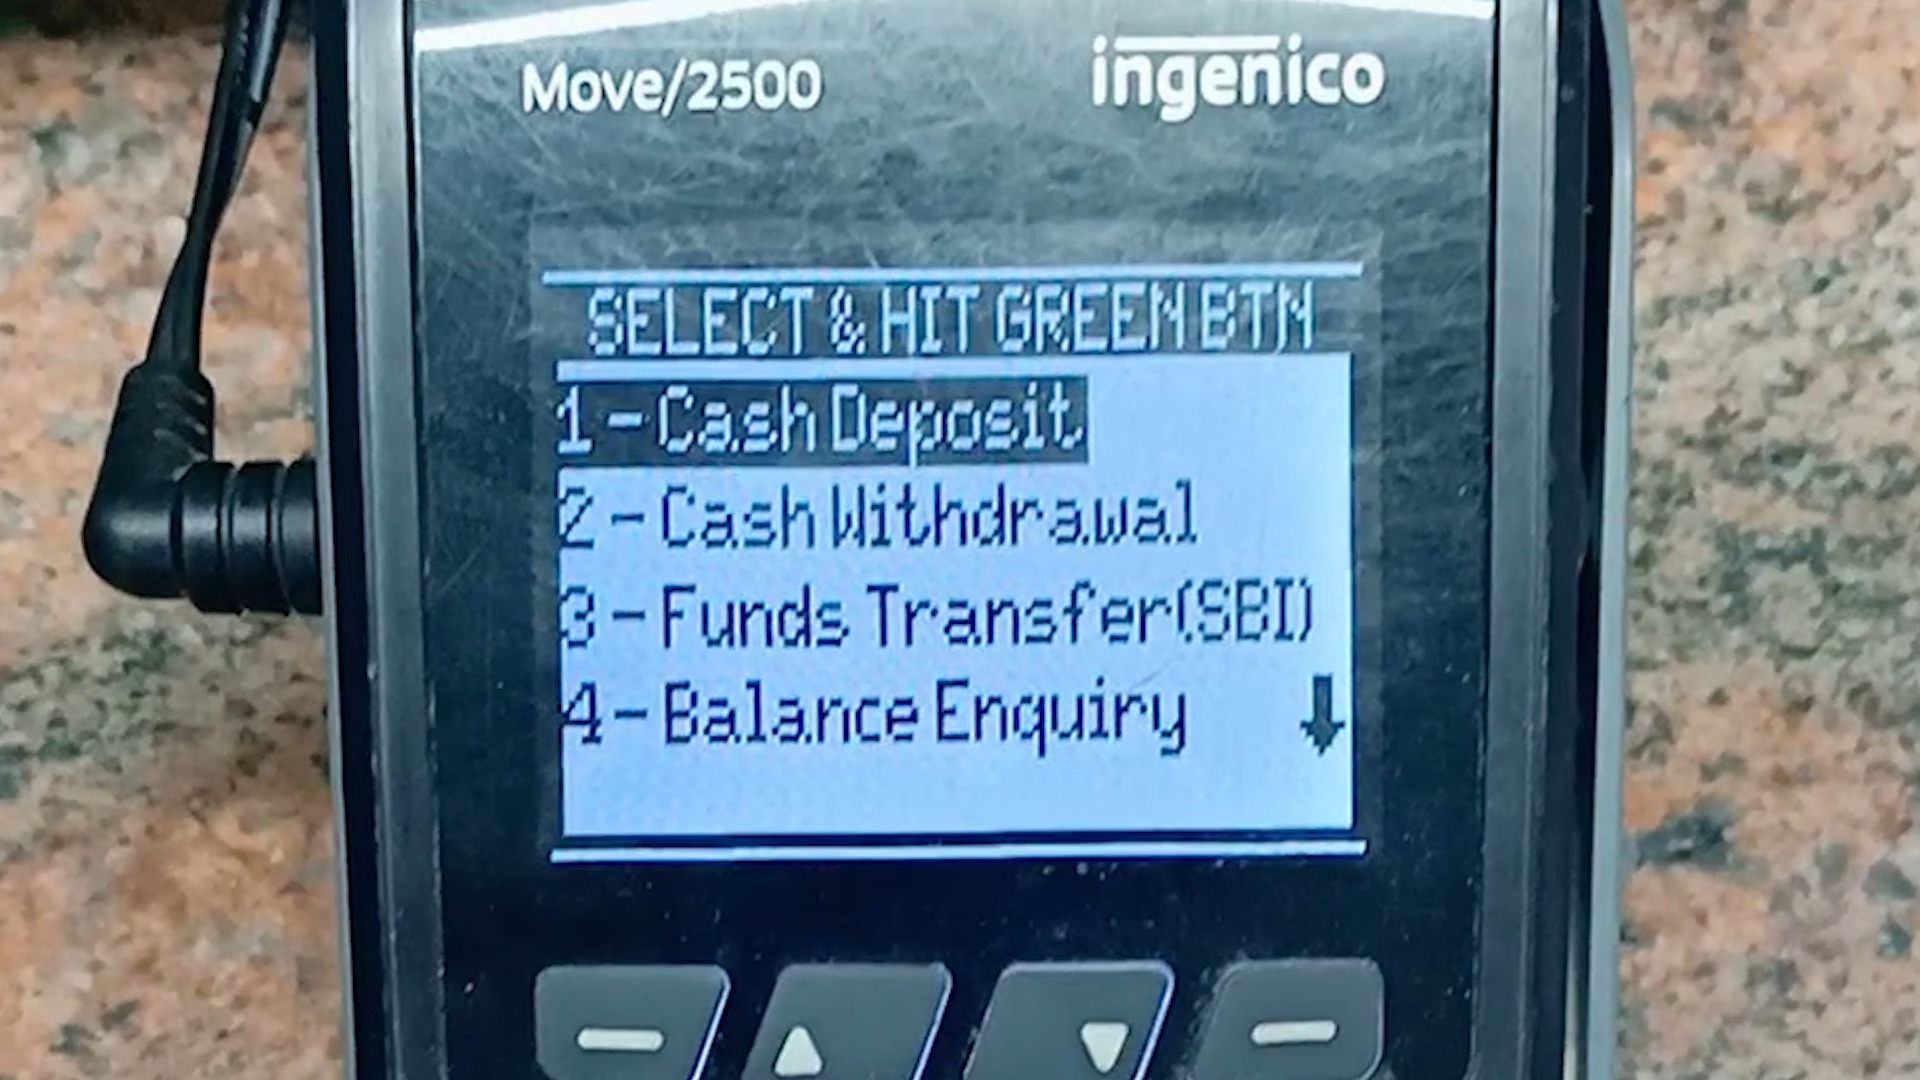 Move/2500 ingenico
SELECT & HIT GREEN BTN
1-Cash Deposit
2-Cash Withdrawal
3-Funds Transfer(SBI)
4-Balance Enquiry